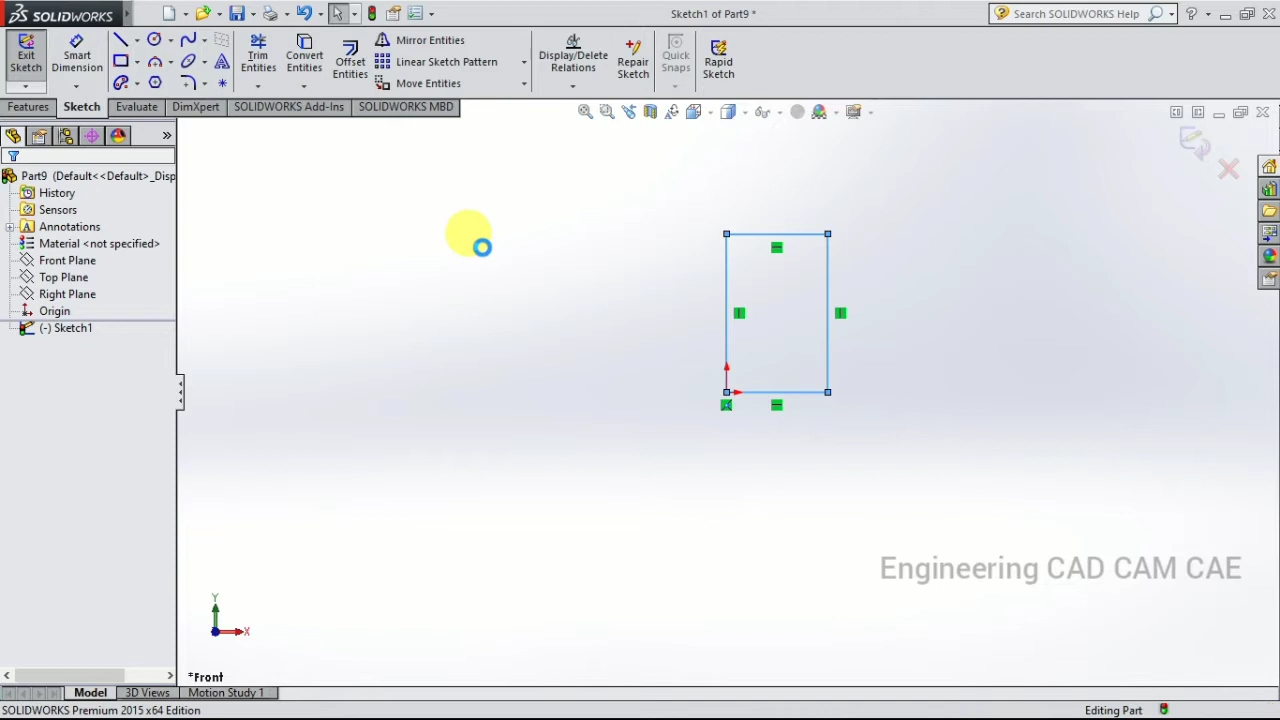 SOLIDWORKS
Sketch1 of Part9 *
Search SOLIDWORKS Help
Exit Sketch
Smart Dimension
Trim Entities
Convert Entities
Offset Entities
Mirror Entities
Linear Sketch Pattern
Move Entities
Display/Delete Relations
Repair Sketch
Quick Snaps
Rapid Sketch
Features
Sketch
Evaluate
DimXpert
SOLIDWORKS Add-Ins
SOLIDWORKS MBD
Part9 (Default<<Default>_Disp
History
Sensors
Annotations
Material <not specified>
Front Plane
Top Plane
Right Plane
Origin
(-) Sketch1
Engineering CAD CAM CAE
Y
X
*Front
Model
3D Views
Motion Study 1
SOLIDWORKS Premium 2015 x64 Edition
Editing Part